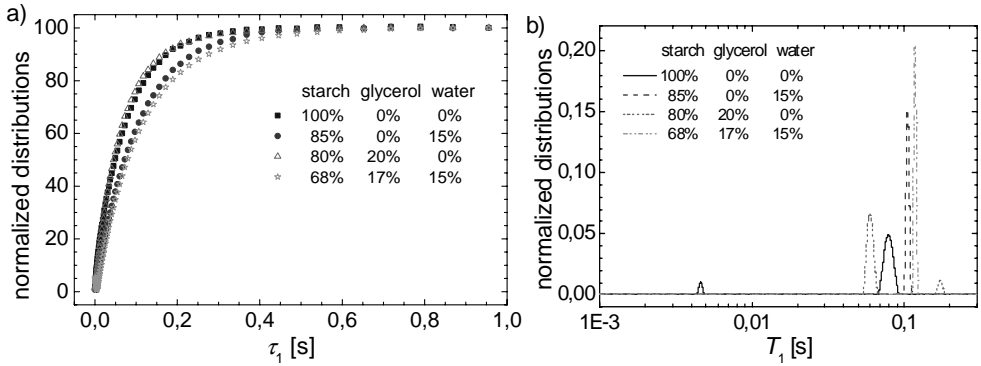 a)
normalized distributions
100
80
60
40
20
0
0,0 0,2 0,4 0,6 0,8 1,0
τ1 [s]
starch glycerol water
100% 0% 0%
85% 0% 15%
80% 20% 0%
68% 17% 15%
b)
normalized distributions
0,20
0,15
0,10
0,05
0,00
1E-3 0,01 0,1
T1 [s]
starch glycerol water
100% 0% 0%
85% 0% 15%
80% 20% 0%
68% 17% 15%